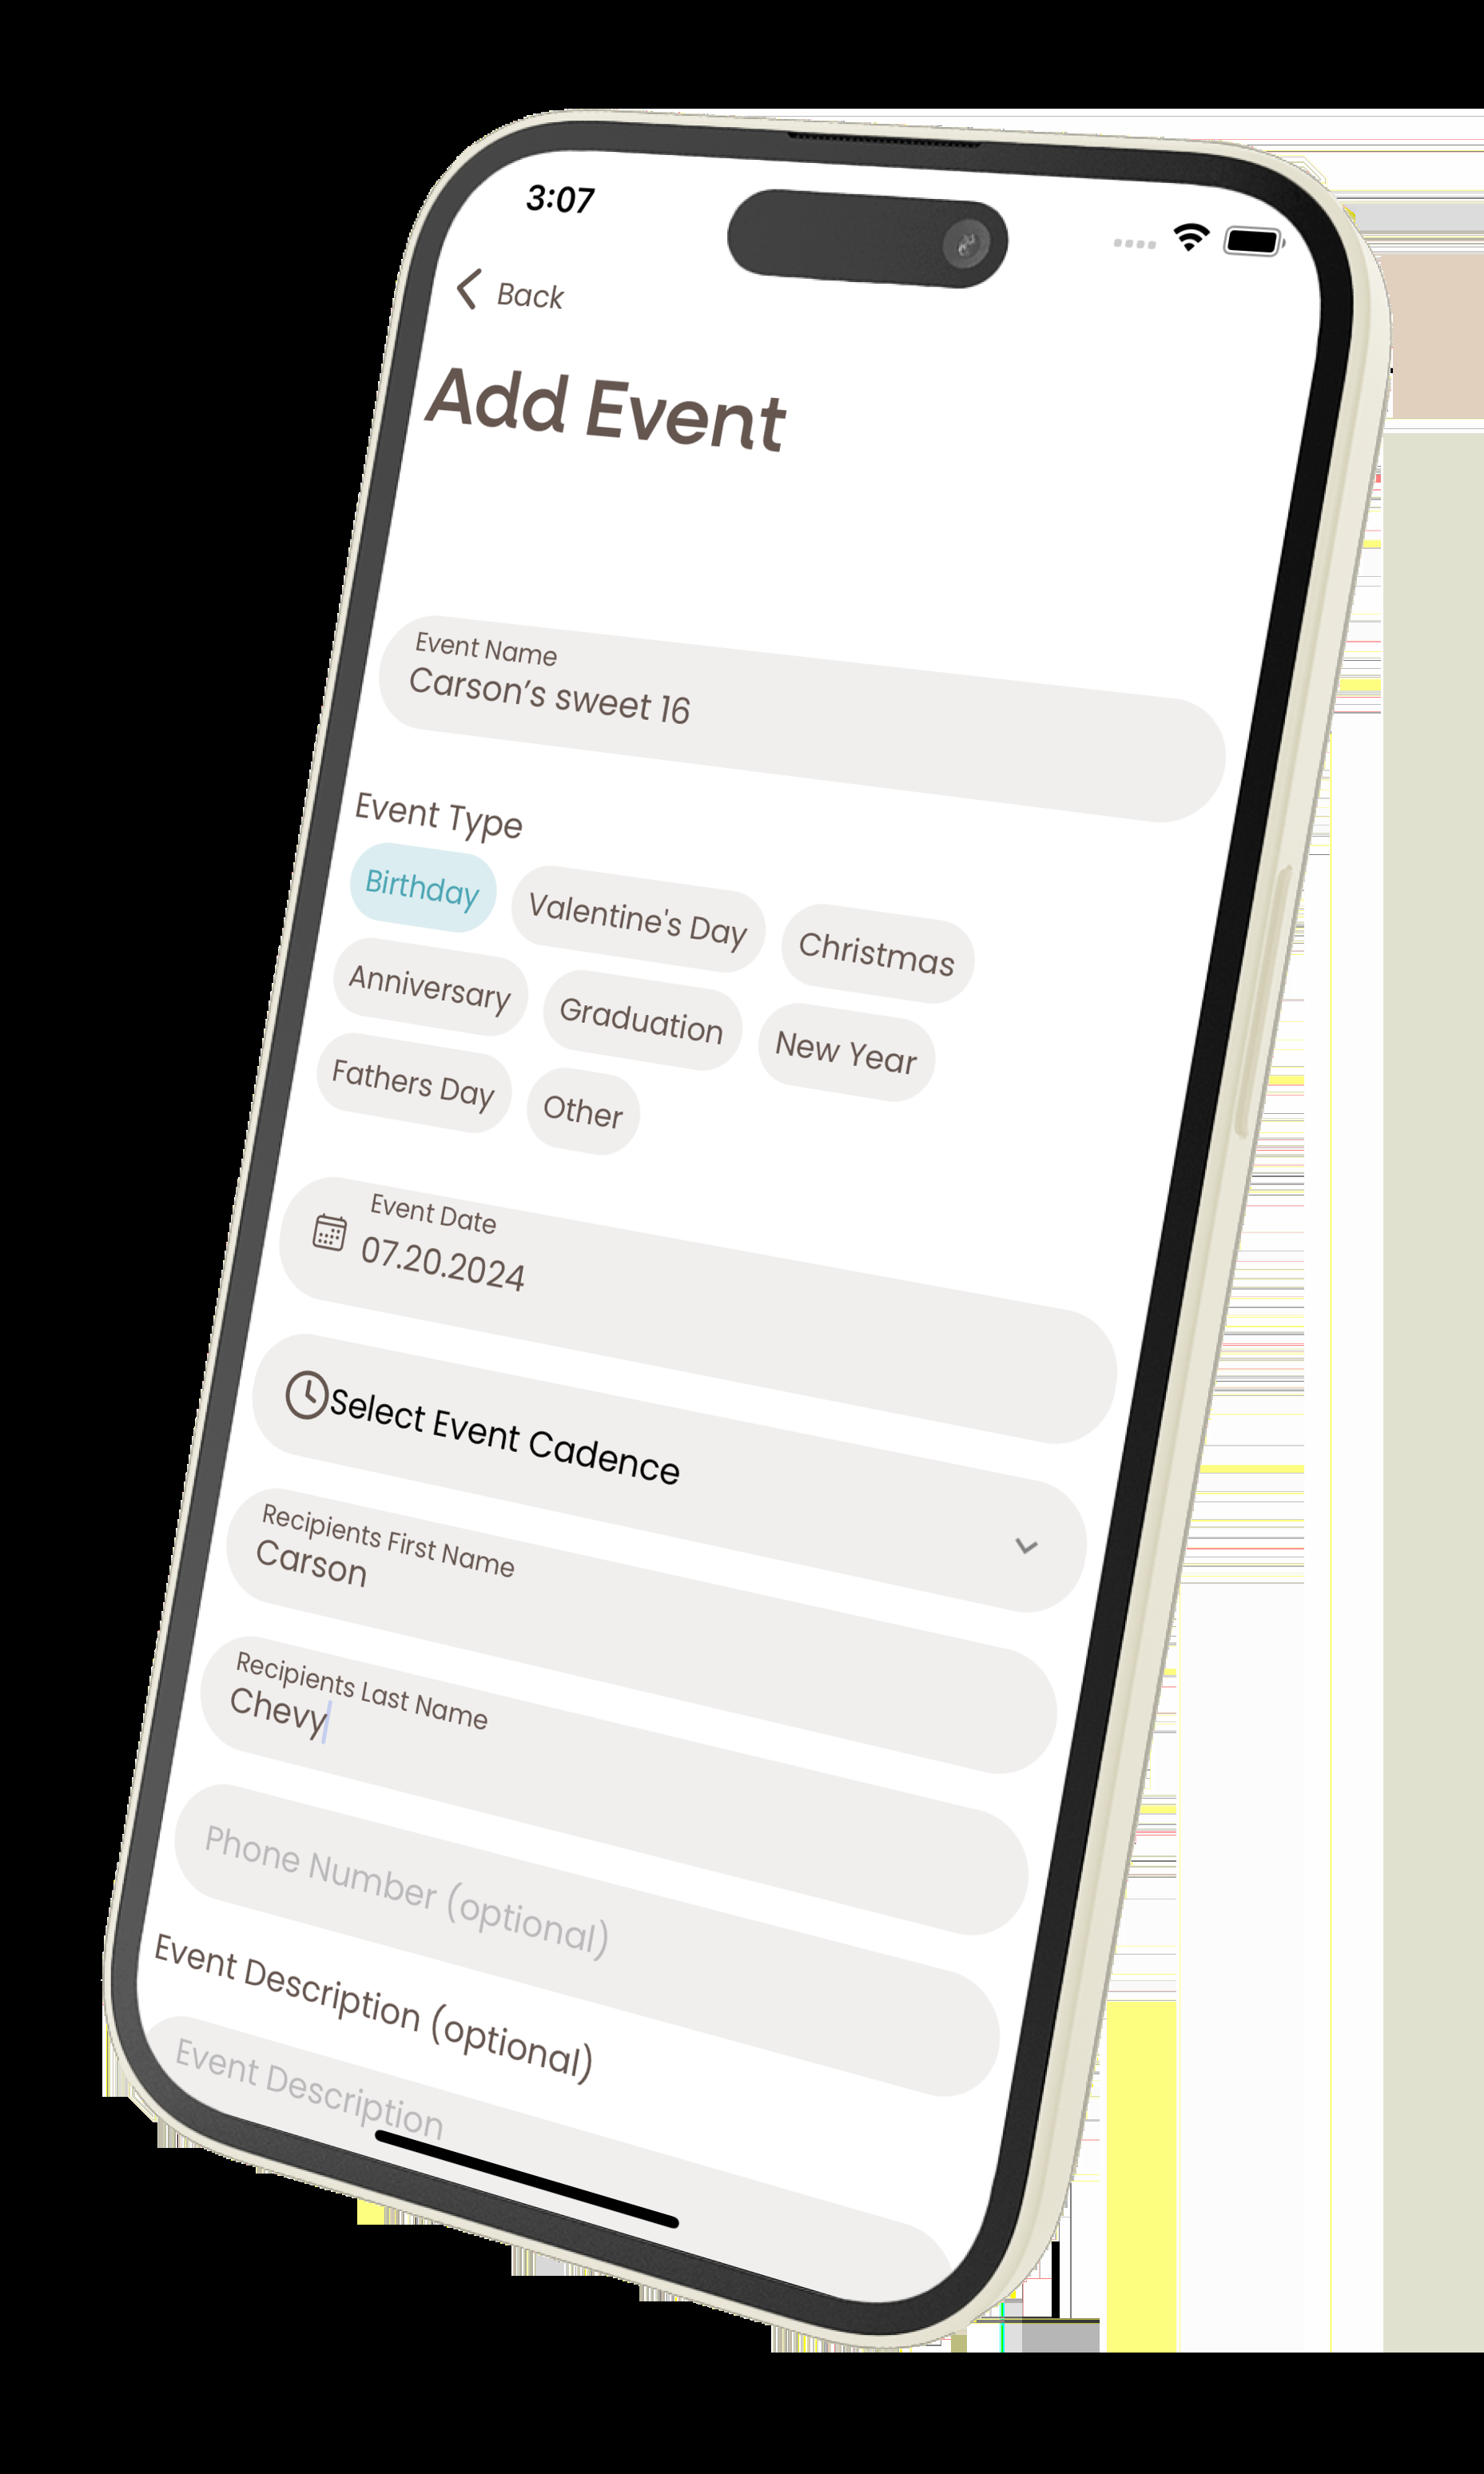 3:07
Back
Add Event
Event Name
Carson’s sweet 16
Event Type
Birthday
Valentine's Day
Christmas
Anniversary
Graduation
New Year
Fathers Day
Other
Event Date
07.20.2024
Select Event Cadence
Recipients First Name
Carson
Recipients Last Name
Chevy
Phone Number (optional)
Event Description (optional)
Event Description